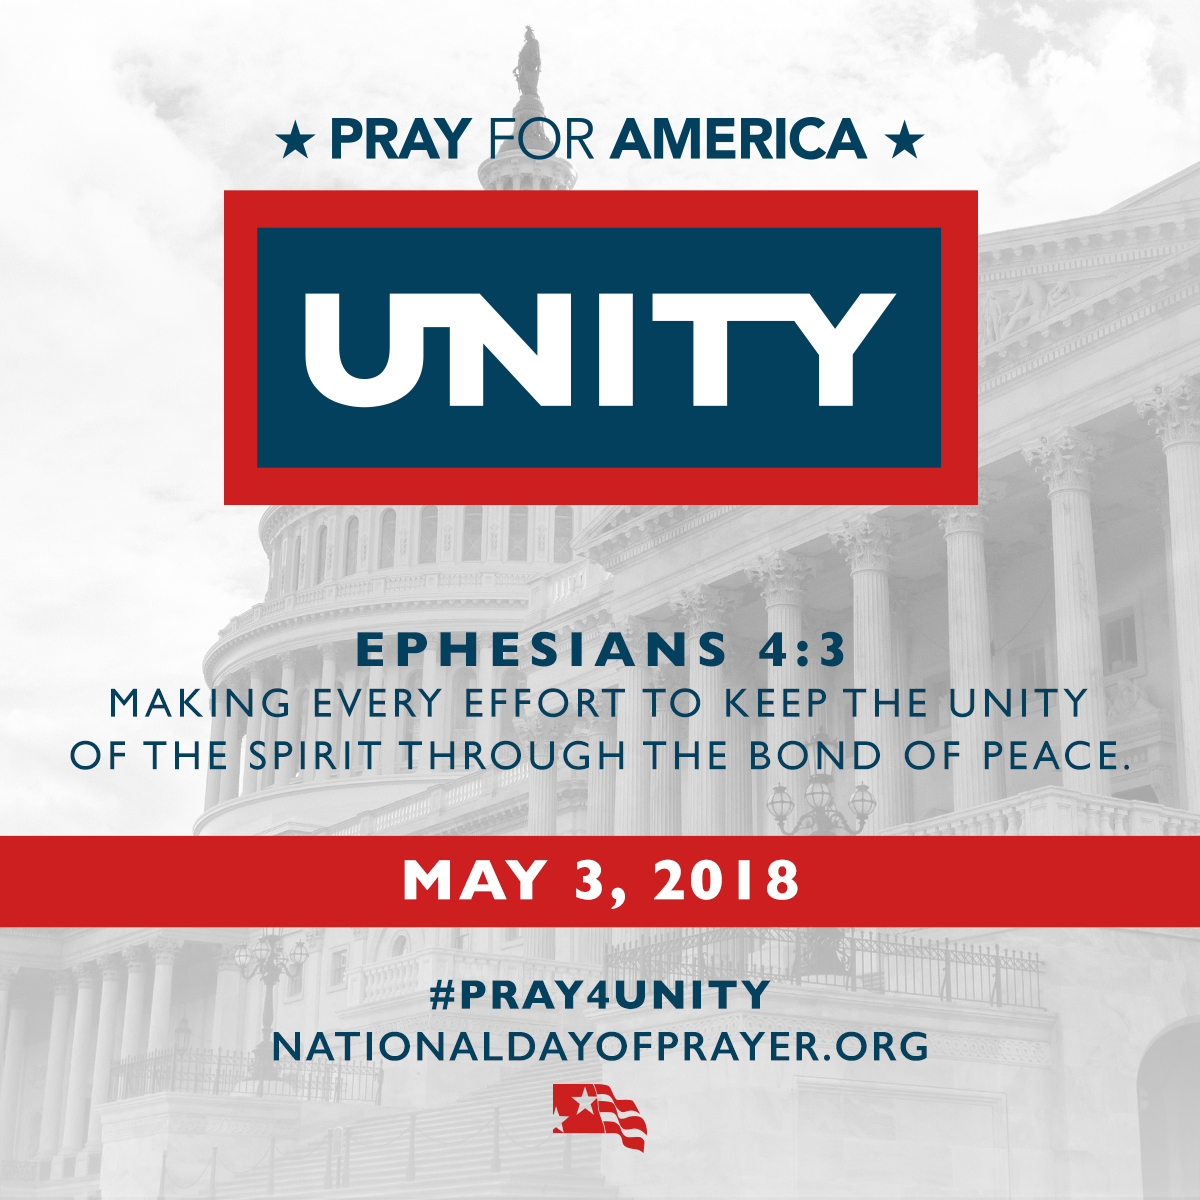 ★ PRAY FOR AMERICA ★
UNITY
EPHESIANS 4:3
MAKING EVERY EFFORT TO KEEP THE UNITY
OF THE SPIRIT THROUGH THE BOND OF PEACE.
MAY 3, 2018
#PRAY4UNITY
NATIONALDAYOFPRAYER.ORG